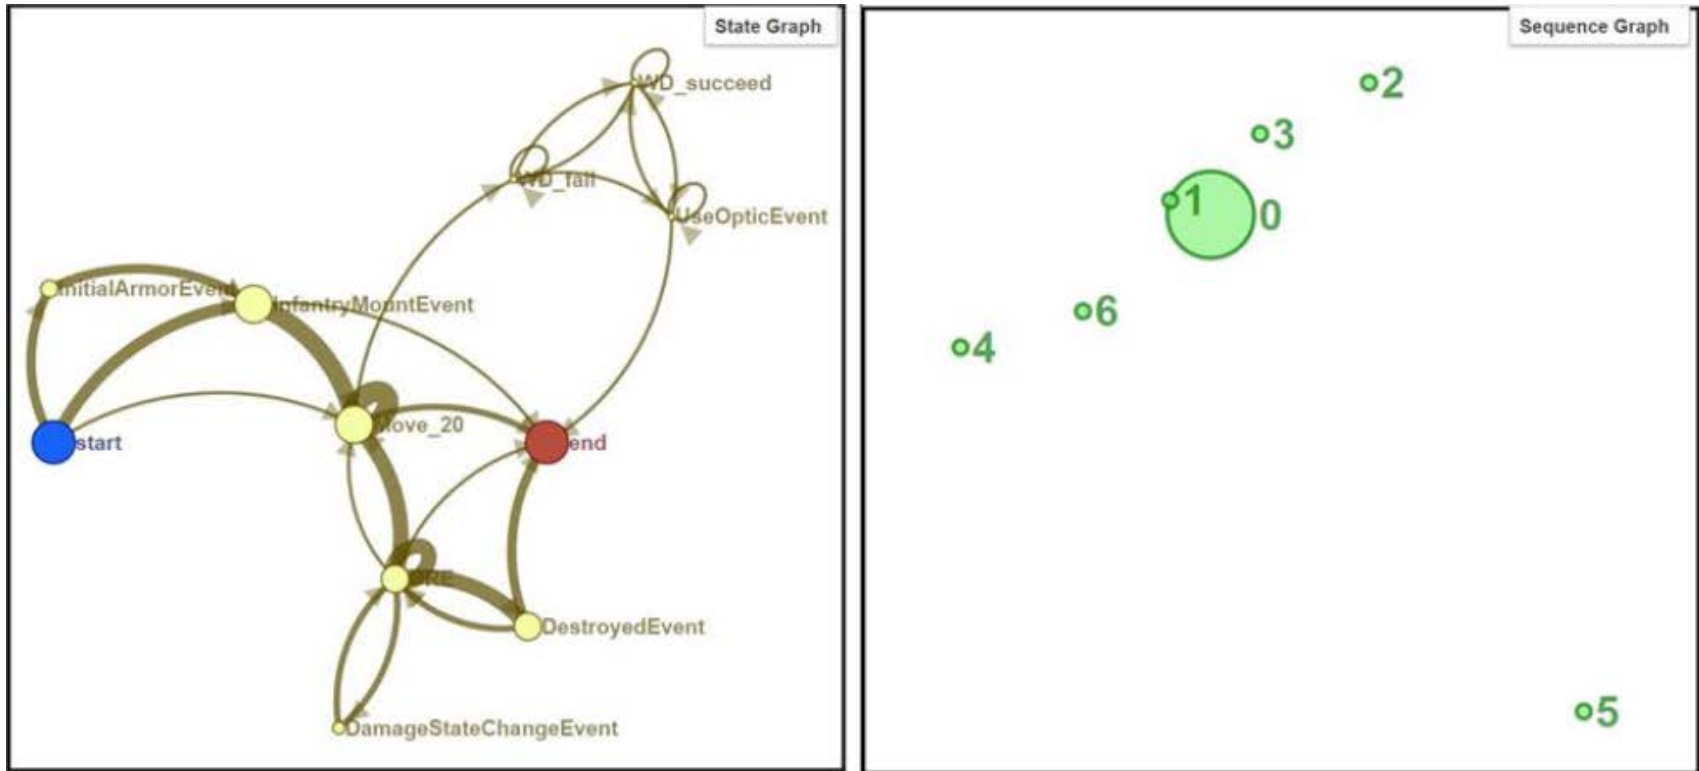 State Graph
WD_succeed
WD_fail
UseOpticEvent
InitialArmorEvent
InfantryMountEvent
Move_20
start
end
DestroyedEvent
DamageStateChangeEvent
Sequence Graph
2
3
1
0
6
4
5